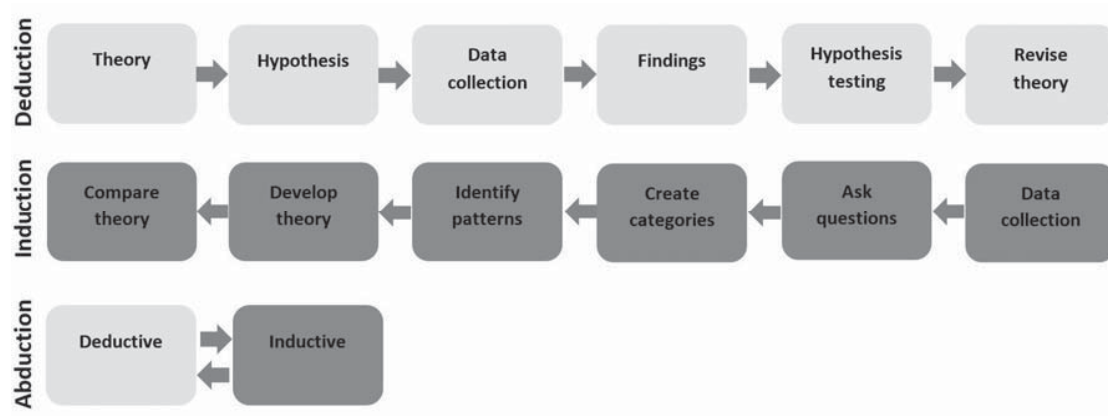 Deduction
Theory
Hypothesis
Data
collection
Findings
Hypothesis
testing
Revise
theory
Induction
Compare
theory
Develop
theory
Identify
patterns
Create
categories
Ask
questions
Data
collection
Abduction
Deductive
Inductive